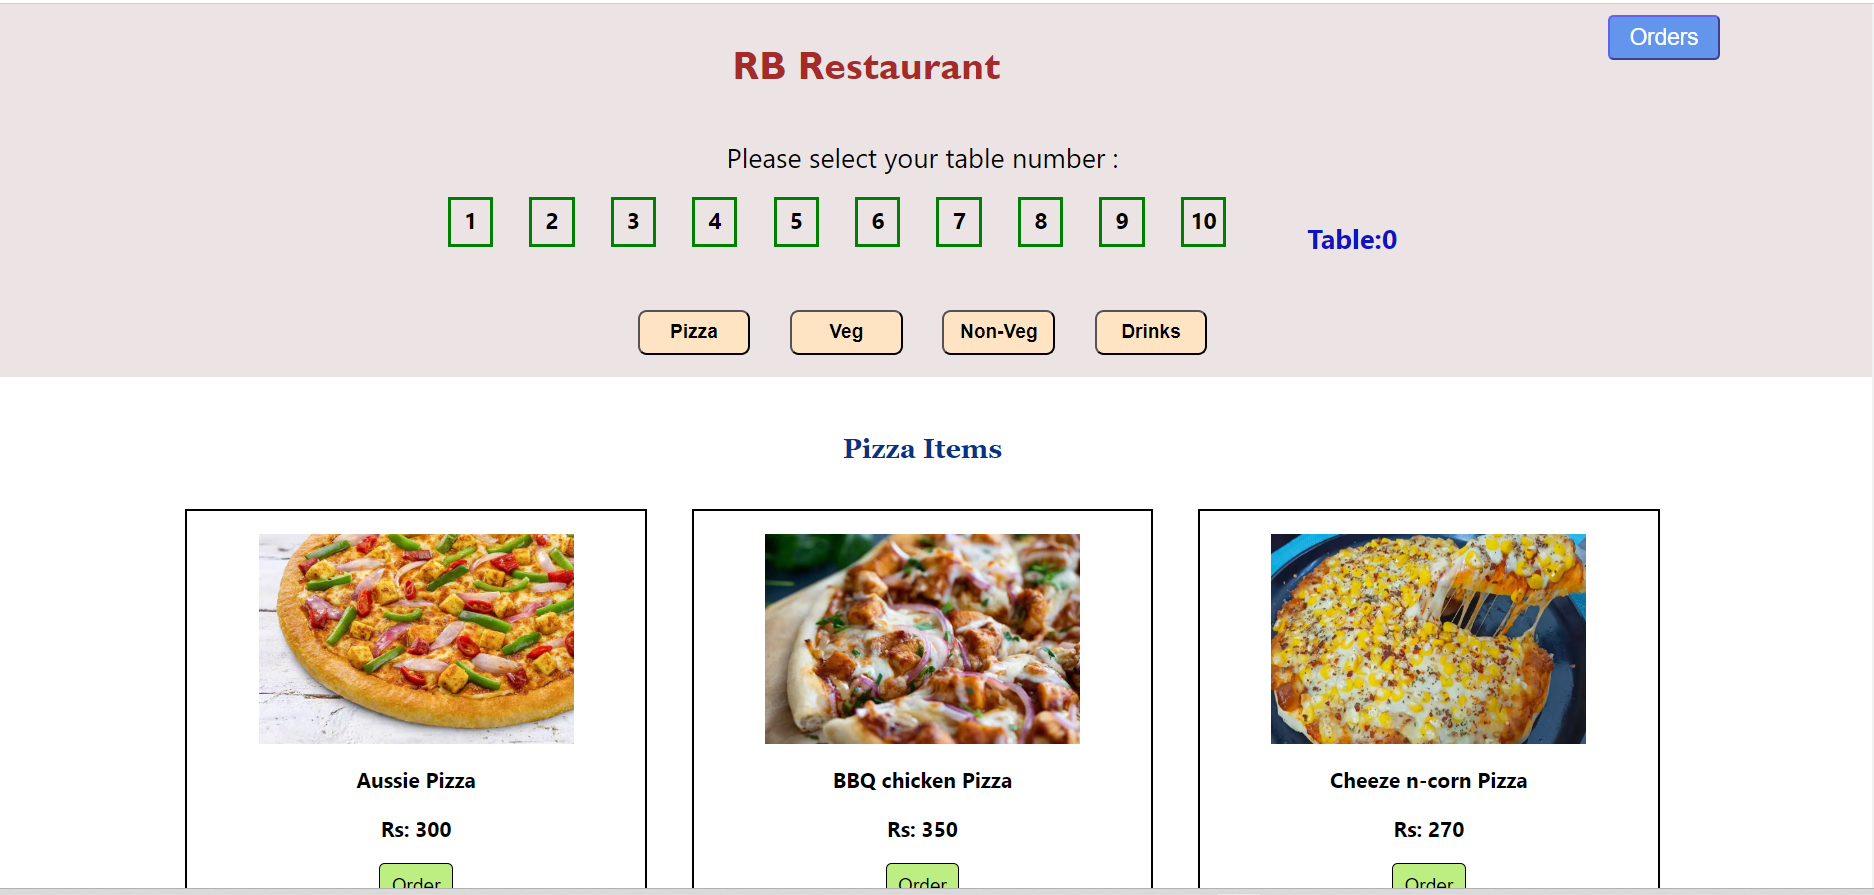 Orders
RB Restaurant
Please select your table number :
1 2 3 4 5 6 7 8 9 10
Table:0
Pizza Veg Non-Veg Drinks
Pizza Items
Aussie Pizza BBQ chicken Pizza Cheeze n-corn Pizza
Rs: 300 Rs: 350 Rs: 270
Order Order Order